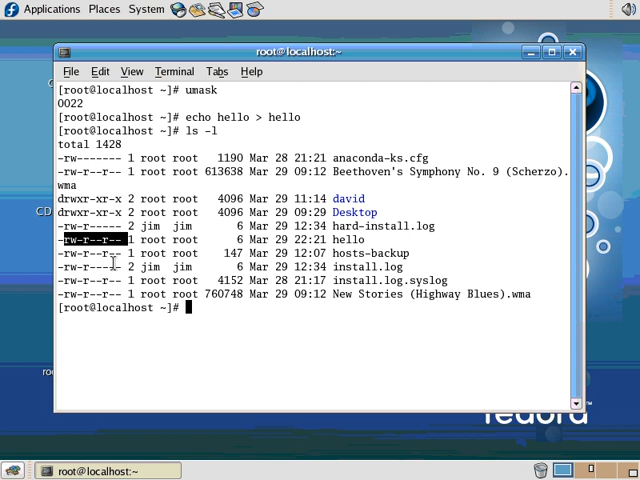 Applications Places System
root@localhost:~
File Edit View Terminal Tabs Help
[root@localhost ~]# umask
0022
[root@localhost ~]# echo hello > hello
[root@localhost ~]# ls -l
total 1428
-rw------- 1 root root 1190 Mar 28 21:21 anaconda-ks.cfg
-rw-r--r-- 1 root root 613638 Mar 29 09:12 Beethoven's Symphony No. 9 (Scherzo).
wma
drwxr-xr-x 2 root root 4096 Mar 29 11:14 david
drwxr-xr-x 2 root root 4096 Mar 29 09:29 Desktop
-rw-r----- 2 jim jim 6 Mar 29 12:34 hard-install.log
-rw-r--r-- 1 root root 6 Mar 29 22:21 hello
-rw-r--r-- 1 root root 147 Mar 29 12:07 hosts-backup
-rw-r----- 2 jim jim 6 Mar 29 12:34 install.log
-rw-r--r-- 1 root root 4152 Mar 28 21:17 install.log.syslog
-rw-r--r-- 1 root root 760748 Mar 29 09:12 New Stories (Highway Blues).wma
[root@localhost ~]#
CD
roo
fedora™
root@localhost:~